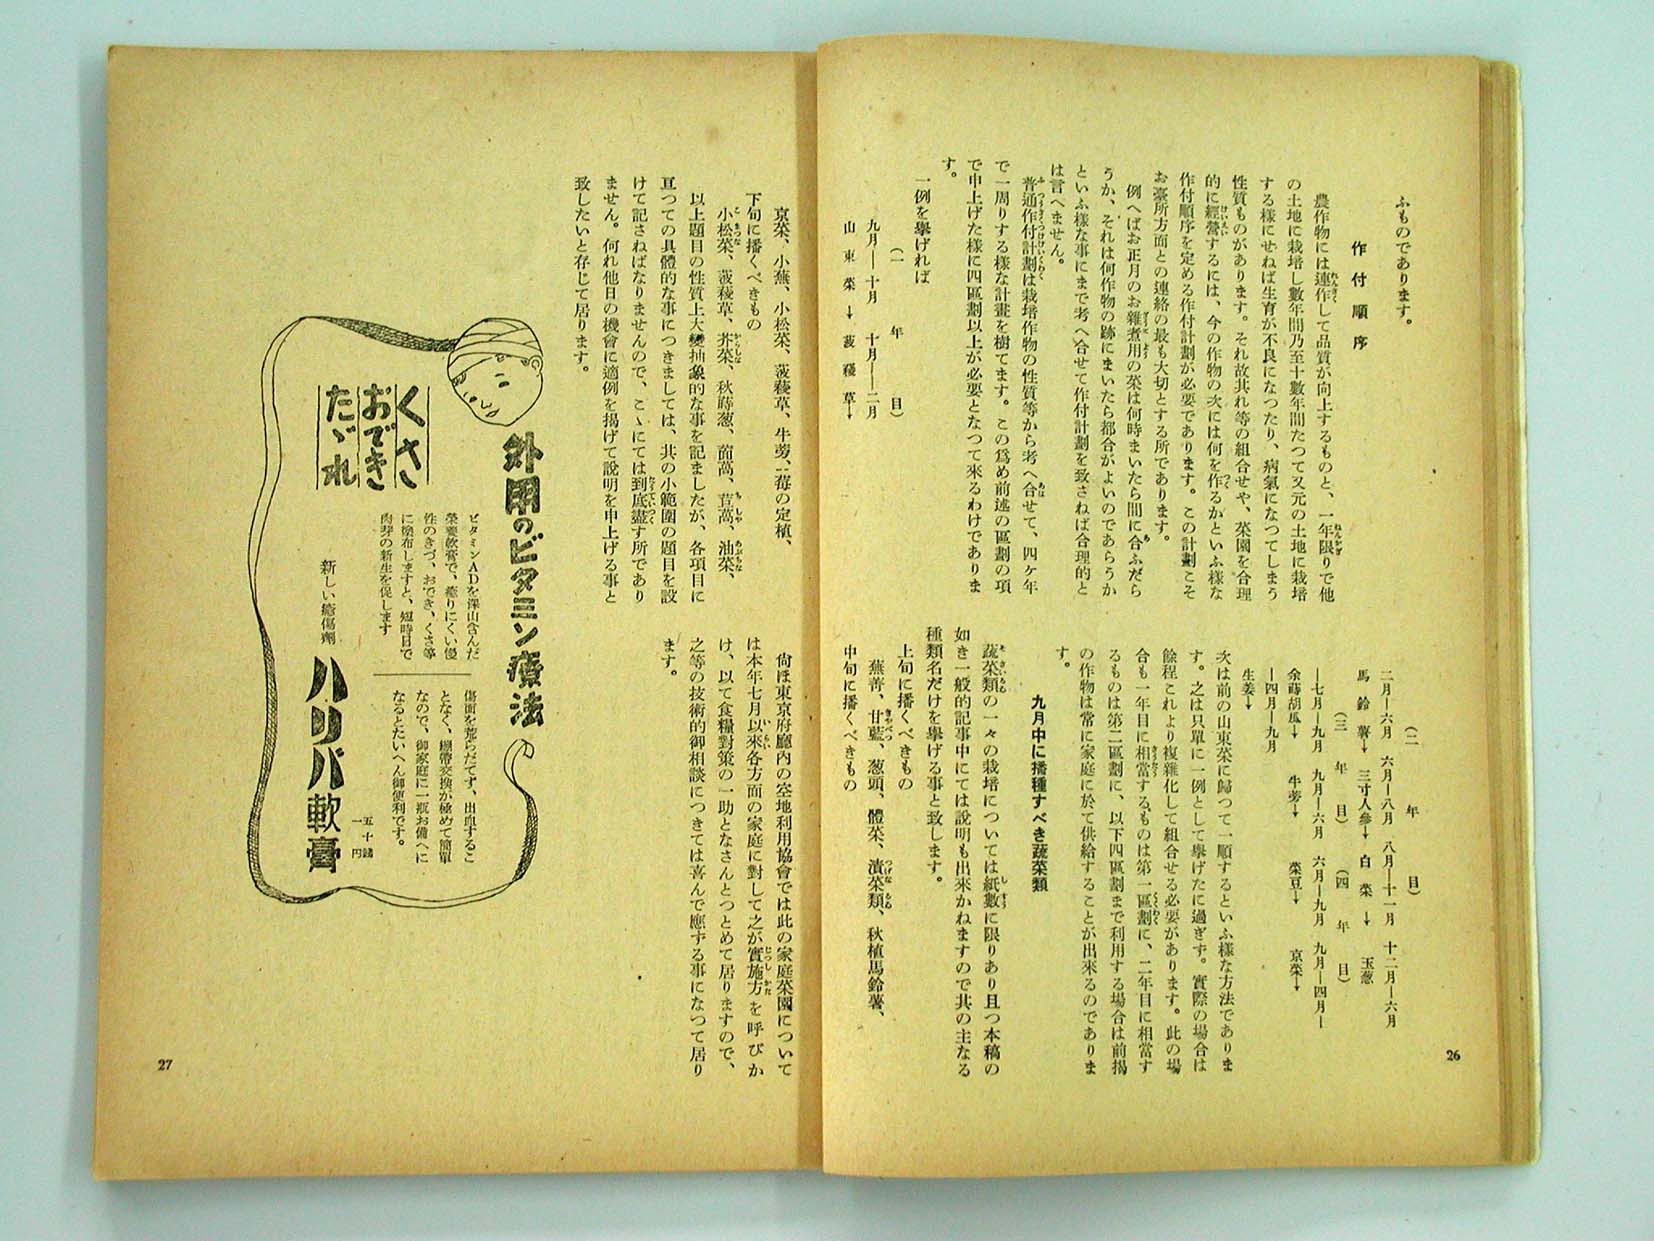 ふものであります。
作付順序
農作物には連作して品質が向上するものと、一年限りで他
の土地に栽培し數年間乃至十數年間たつて又元の土地に栽培
する樣にせねば生育が不良になつたり、病氣になつてしまう
性質ものがあります。それ故其れ等の組合せや、菜園を合理
的に經營するには、今の作物の次には何を作るかといふ樣な
作付順序を定める作付計劃が必要であります。この計劃こそ
お臺所方面との連絡の最も大切とする所であります。
例へばお正月のお雜煮用の菜は何時まいたら間に合ふだら
うか、それは何作物の跡にまいたら都合がよいのであらうか
といふ樣な事にまで考へ合せて作付計劃を致さねば合理的と
は言へません。
普通作付計劃は栽培作物の性質等から考へ合せて、四ヶ年
で一周りする樣な計畫を樹てます。この爲め前述の區劃の項
で申上げた樣に四區劃以上が必要となつて來るわけでありま
す。
一例を擧げれば
（一年目）
九月―十月　十月―二月
山東菜→菠薐草→
（二年目）
二月―六月　六月―八月　八月―十一月　十二月―六月
馬鈴薯→　三寸人參→　白菜→　玉葱
（三年目）　（四年目）
―七月―九月　九月―六月　六月―九月　九月―四月―
余蒔胡瓜→　牛蒡→　菜豆→　京菜→
―四月―九月
生姜→
次は前の山東菜に歸つて一順するといふ樣な方法でありま
す。之は只單に一例として擧げたに過ぎず。實際の場合は
餘程これより複雜化して組合せる必要があります。此の場
合も一年目に相當するものは第一區劃に、二年目に相當す
るものは第二區劃に、以下四區劃まで利用する場合は前揭
の作物は常に家庭に於て供給することが出來るのでありま
す。
九月中に播種すべき蔬菜類
蔬菜類の一々の栽培については紙數に限りあり且つ本稿の
如き一般的記事中にては說明も出來かねますので其の主なる
種類名だけを擧げる事と致します。
上旬に播くべきもの
蕪菁、甘藍、葱頭、體菜、漬菜類、秋植馬鈴薯、
中旬に播くべきもの
26
京菜、小蕪、小松菜、菠薐草、牛蒡、苺の定植、
下旬に播くべきもの
小松菜、菠薐草、芥菜、秋蒔葱、萵、萵、油菜、
以上題目の性質上大變抽象的な事を記ましたが、各項目に
亘つての具體的な事につきましては、其の小範圍の題目を設
けて記さねばなりませんので、こゝにては到底盡す所であり
ません。何れ他日の機會に適例を揭げて說明を申上げる事と
致したいと存じて居ります。
尙ほ東京府廳內の空地利用協會では此の家庭菜園について
は本年七月以來各方面の家庭に對して之が實施方を呼びか
け、以て食糧對策の一助となさんとつとめて居りますので、
之等の技術的御相談につきては喜んで應ずる事になつて居り
ます。
外用のビタミン療法
くさ
おでき
たゞれ
ビタミンＡＤを澤山含んだ
榮養軟膏で、癒りにくい慢
性のきづ、おでき、くさ等
に塗布しますと、短時日で
肉芽の新生を促します
傷面を荒らだてず、出血するこ
となく、繃帶交換が極めて簡單
なので、御家庭に一瓶お備へに
なるとたいへん御便利です。
新しい癒傷劑
ハリバ軟膏
五十錢
一円
27